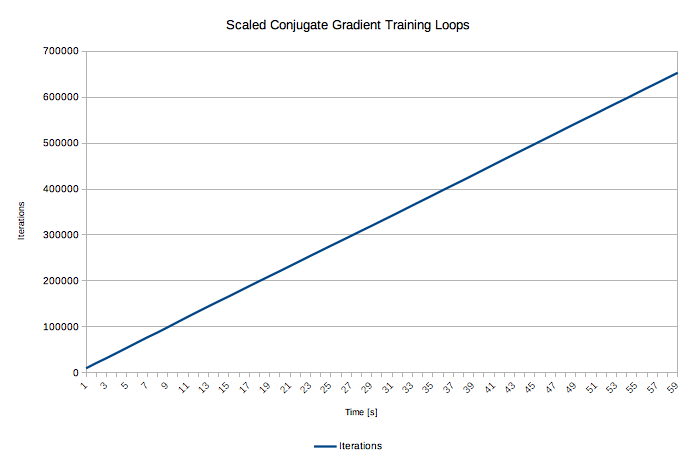 Scaled Conjugate Gradient Training Loops
700000
600000
500000
400000
300000
200000
100000
0
Iterations
1 3 5 7 9 11 13 15 17 19 21 23 25 27 29 31 33 35 37 39 41 43 45 47 49 51 53 55 57 59
Time [s]
Iterations